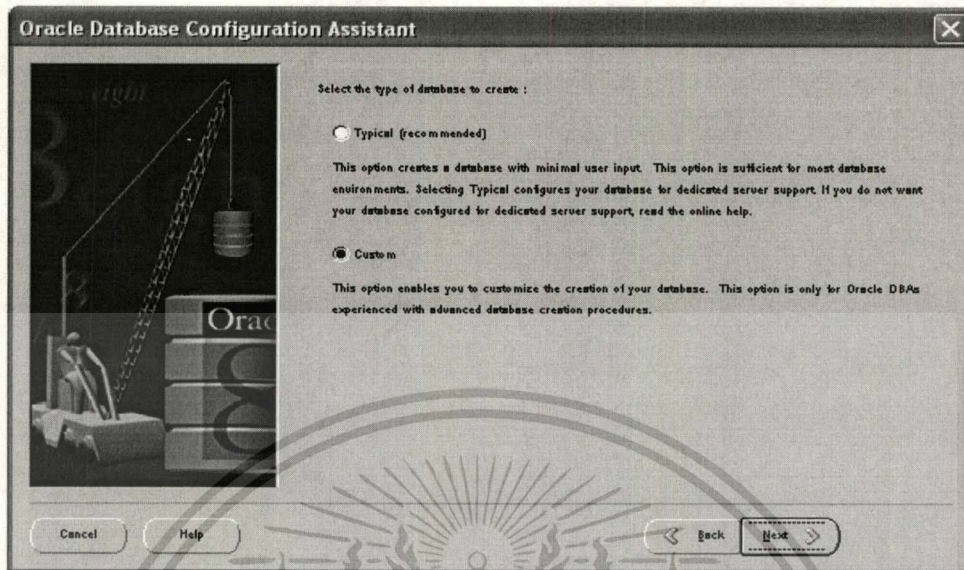 Oracle Database Configuration Assistant
Select the type of database to create :
Typical (recommended)
This option creates a database with minimal user input. This option is sufficient for most database
environments. Selecting Typical configures your database for dedicated server support. If you do not want
your database configured for dedicated server support, read the online help.
Custom
This option enables you to customize the creation of your database. This option is only for Oracle DBAs
experienced with advanced database creation procedures.
8
Orac
8
Cancel
Help
Back
Next